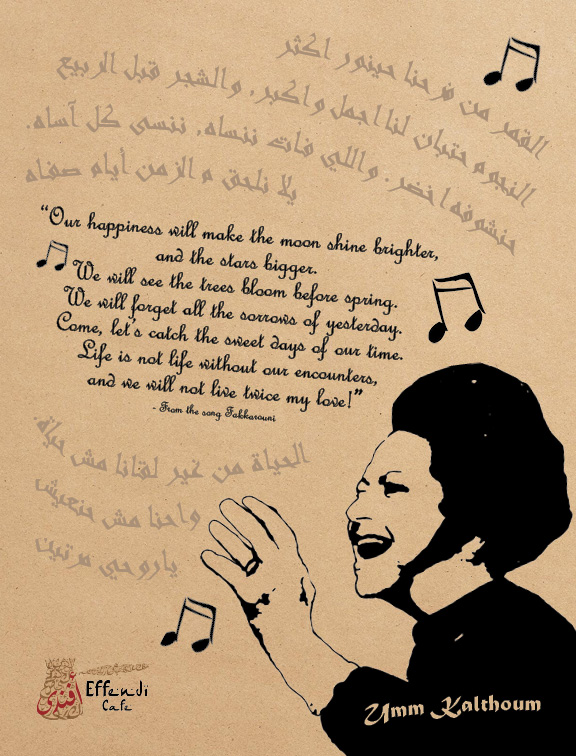 القمر من فرحنا حينور اكثر
النجوم حتبان لنا اجمل واكبر، والشجر قبل الربيع
حنشوفه اخضر. واللي فات ننساه، ننسى كل آساه.
يلا نلحق م الزمن أيام صفاه
“Our happiness will make the moon shine brighter,
and the stars bigger.
We will see the trees bloom before spring.
We will forget all the sorrows of yesterday.
Come, let's catch the sweet days of our time.
Life is not life without our encounters,
and we will not live twice my love!”
- From the song Fakkarouni
الحياة من غير لقانا مش حياة.
واحنا مش حنعيش
ياروحي مرتين
أفندي
Effendi
Cafe
Umm Kalthoum